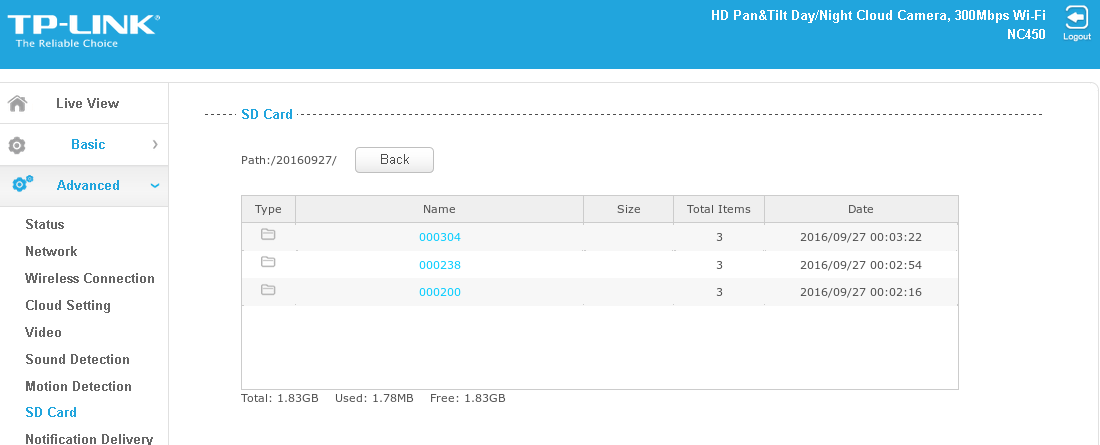 TP-LINK®
The Reliable Choice
HD Pan&Tilt Day/Night Cloud Camera, 300Mbps Wi-Fi
NC450
Logout
Live View
Basic
Advanced
Status
Network
Wireless Connection
Cloud Setting
Video
Sound Detection
Motion Detection
SD Card
Notification Delivery
SD Card
Path:/20160927/ Back
Type Name Size Total Items Date
000304 3 2016/09/27 00:03:22
000238 3 2016/09/27 00:02:54
000200 3 2016/09/27 00:02:16
Total: 1.83GB Used: 1.78MB Free: 1.83GB